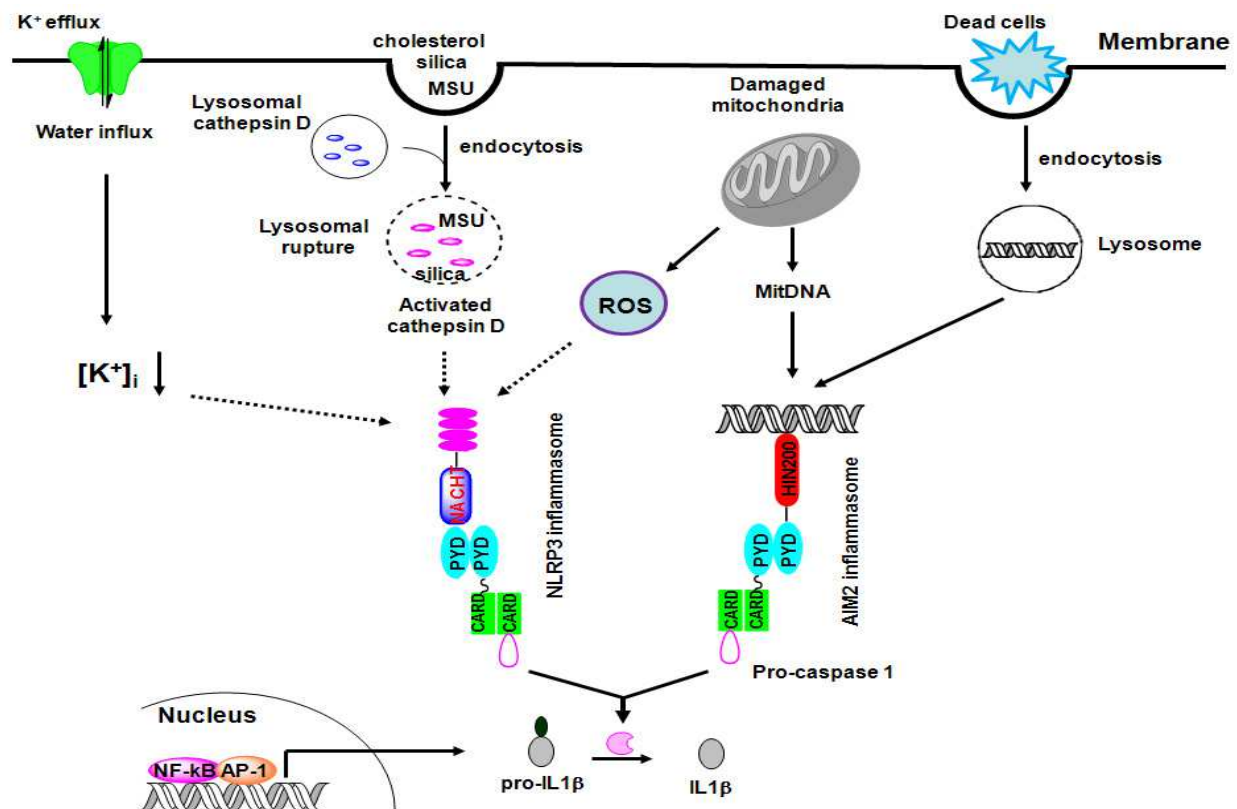 K⁺ efflux
Water influx
[K⁺]i
cholesterol
silica
MSU
Lysosomal
cathepsin D
endocytosis
Lysosomal
rupture
MSU
silica
Activated
cathepsin D
Damaged
mitochondria
ROS
MitDNA
Dead cells
Membrane
endocytosis
Lysosome
NACHT
PYD
PYD
CARD
CARD
NLRP3 inflammasome
HIN200
PYD
PYD
CARD
CARD
AIM2 inflammasome
Pro-caspase 1
Nucleus
NF-kB
AP-1
pro-IL1β
IL1β